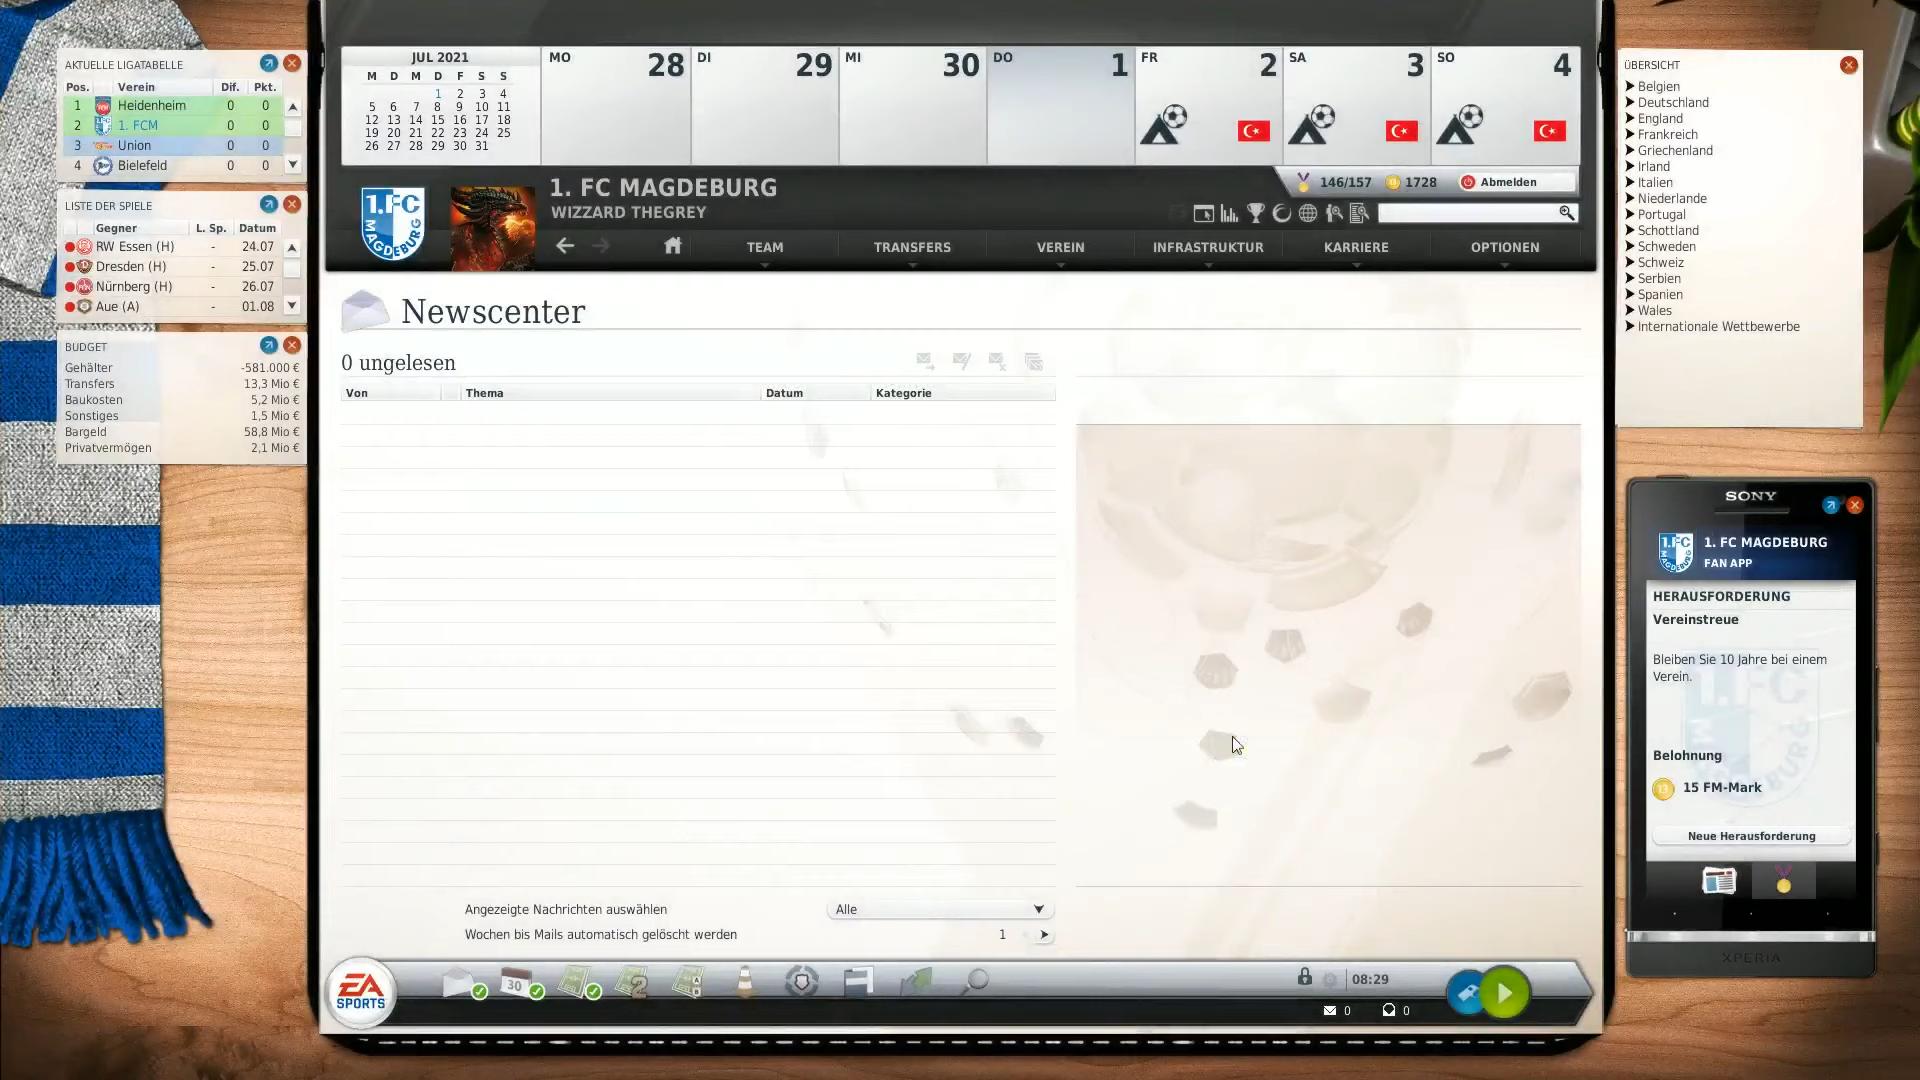 AKTUELLE LIGATABELLE
Pos. Verein Dif. Pkt.
1 Heidenheim 0 0
2 1. FCM 0 0
3 Union 0 0
4 Bielefeld 0 0
LISTE DER SPIELE
Gegner L. Sp. Datum
RW Essen (H) - 24.07
Dresden (H) - 25.07
Nürnberg (H) - 26.07
Aue (A) - 01.08
BUDGET
Gehälter -581.000 €
Transfers 13,3 Mio €
Baukosten 5,2 Mio €
Sonstiges 1,5 Mio €
Bargeld 58,8 Mio €
Privatvermögen 2,1 Mio €
JUL 2021
M D M D F S S
1 2 3 4
5 6 7 8 9 10 11
12 13 14 15 16 17 18
19 20 21 22 23 24 25
26 27 28 29 30 31
MO 28 DI 29 MI 30 DO 1 FR 2 SA 3 SO 4
1. FC MAGDEBURG
WIZZARD THEGREY
1.FC
MAGDEBURG
146/157 1728 Abmelden
TEAM TRANSFERS VEREIN INFRASTRUKTUR KARRIERE OPTIONEN
Newscenter
0 ungelesen
Von Thema Datum Kategorie
Angezeigte Nachrichten auswählen Alle
Wochen bis Mails automatisch gelöscht werden 1
EA
SPORTS
30
2
08:29
0 0
ÜBERSICHT
Belgien
Deutschland
England
Frankreich
Griechenland
Irland
Italien
Niederlande
Portugal
Schottland
Schweden
Schweiz
Serbien
Spanien
Wales
Internationale Wettbewerbe
SONY
1. FC MAGDEBURG
FAN APP
HERAUSFORDERUNG
Vereinstreue
Bleiben Sie 10 Jahre bei einem
Verein.
Belohnung
15 FM-Mark
Neue Herausforderung
XPERIA